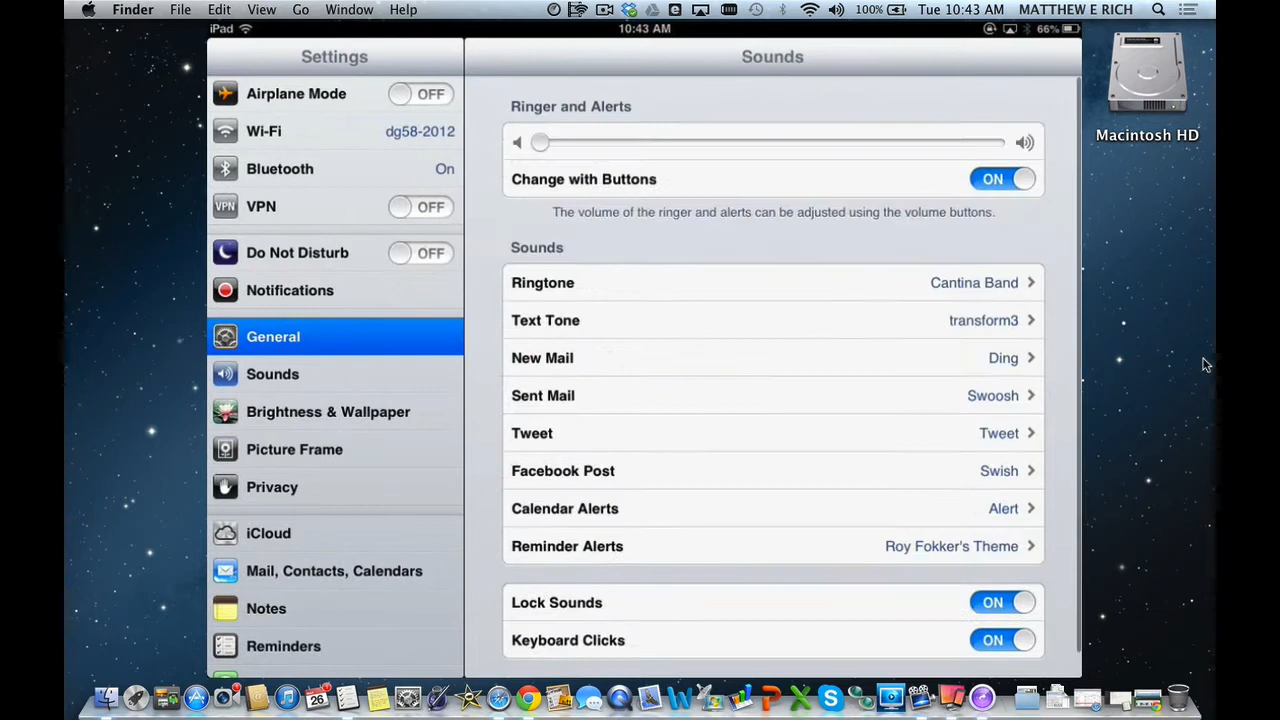 Finder File Edit View Go Window Help 100% Tue 10:43 AM MATTHEW E RICH
iPad 10:43 AM 66%
Settings
Airplane Mode OFF
Wi-Fi dg58-2012
Bluetooth On
VPN VPN OFF
Do Not Disturb OFF
Notifications
General
Sounds
Brightness & Wallpaper
Picture Frame
Privacy
iCloud
Mail, Contacts, Calendars
Notes
Reminders
Sounds
Ringer and Alerts
Change with Buttons ON
The volume of the ringer and alerts can be adjusted using the volume buttons.
Sounds
Ringtone Cantina Band
Text Tone transform3
New Mail Ding
Sent Mail Swoosh
Tweet Tweet
Facebook Post Swish
Calendar Alerts Alert
Reminder Alerts Roy Fokker's Theme
Lock Sounds ON
Keyboard Clicks ON
Macintosh HD
26